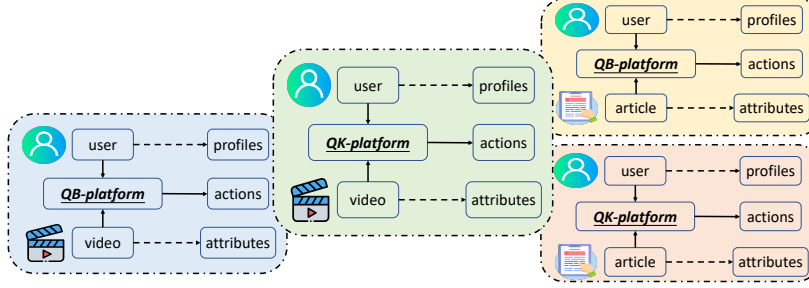 user
profiles
QB-platform
actions
video
attributes
user
profiles
QK-platform
actions
video
attributes
user
profiles
QB-platform
actions
article
attributes
user
profiles
QK-platform
actions
article
attributes